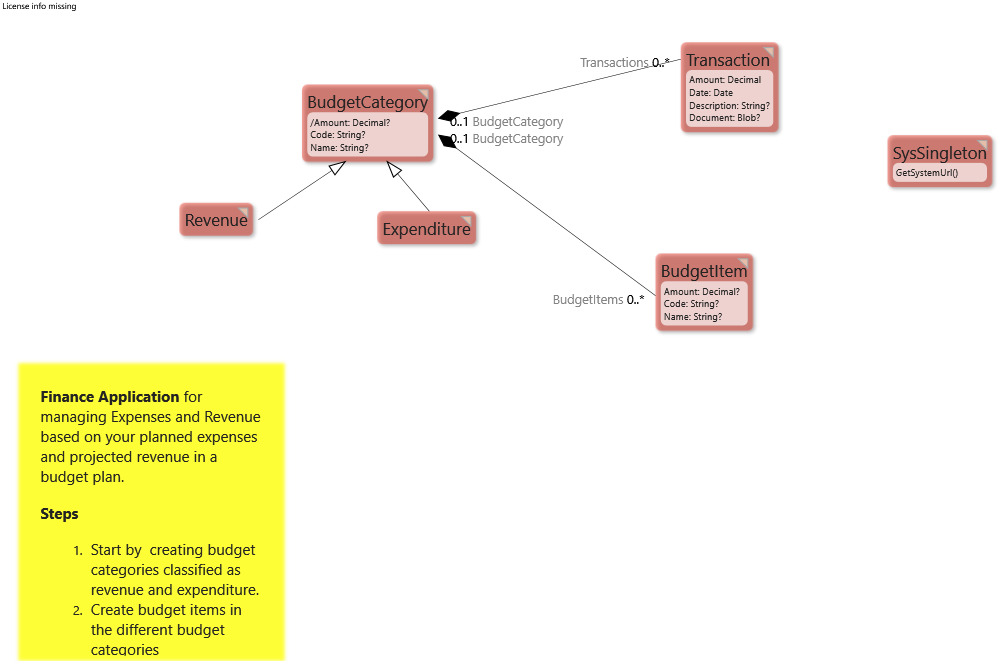 License info missing
Transactions 0..*
Transaction
Amount: Decimal
Date: Date
Description: String?
Document: Blob?
BudgetCategory
/Amount: Decimal?
Code: String?
Name: String?
0..1 BudgetCategory
0..1 BudgetCategory
SysSingleton
GetSystemUrl()
Revenue
Expenditure
BudgetItems 0..*
BudgetItem
Amount: Decimal?
Code: String?
Name: String?
Finance Application for
managing Expenses and Revenue
based on your planned expenses
and projected revenue in a
budget plan.
Steps
1. Start by creating budget
categories classified as
revenue and expenditure.
2. Create budget items in
the different budget
categories